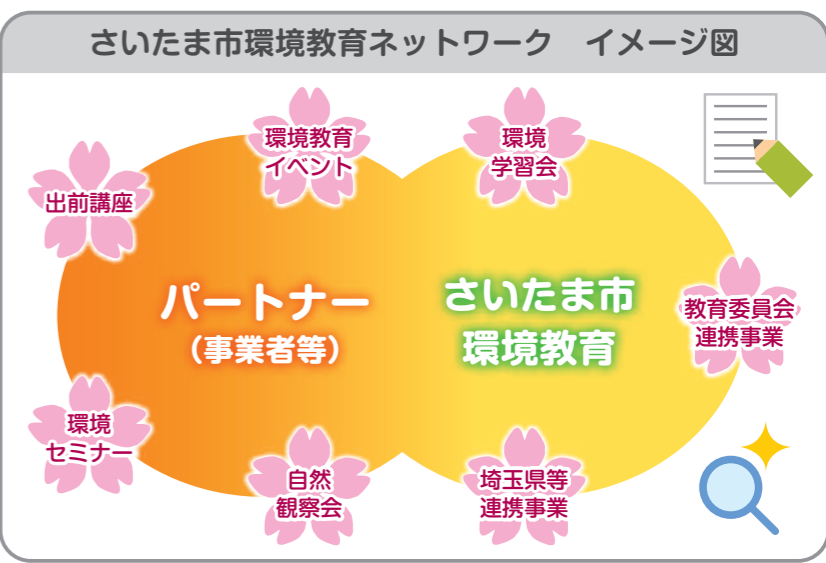 さいたま市環境教育ネットワーク　イメージ図
環境教育
イベント
環境
学習会
出前講座
パートナー
（事業者等）
さいたま市
環境教育
教育委員会
連携事業
環境
セミナー
自然
観察会
埼玉県等
連携事業